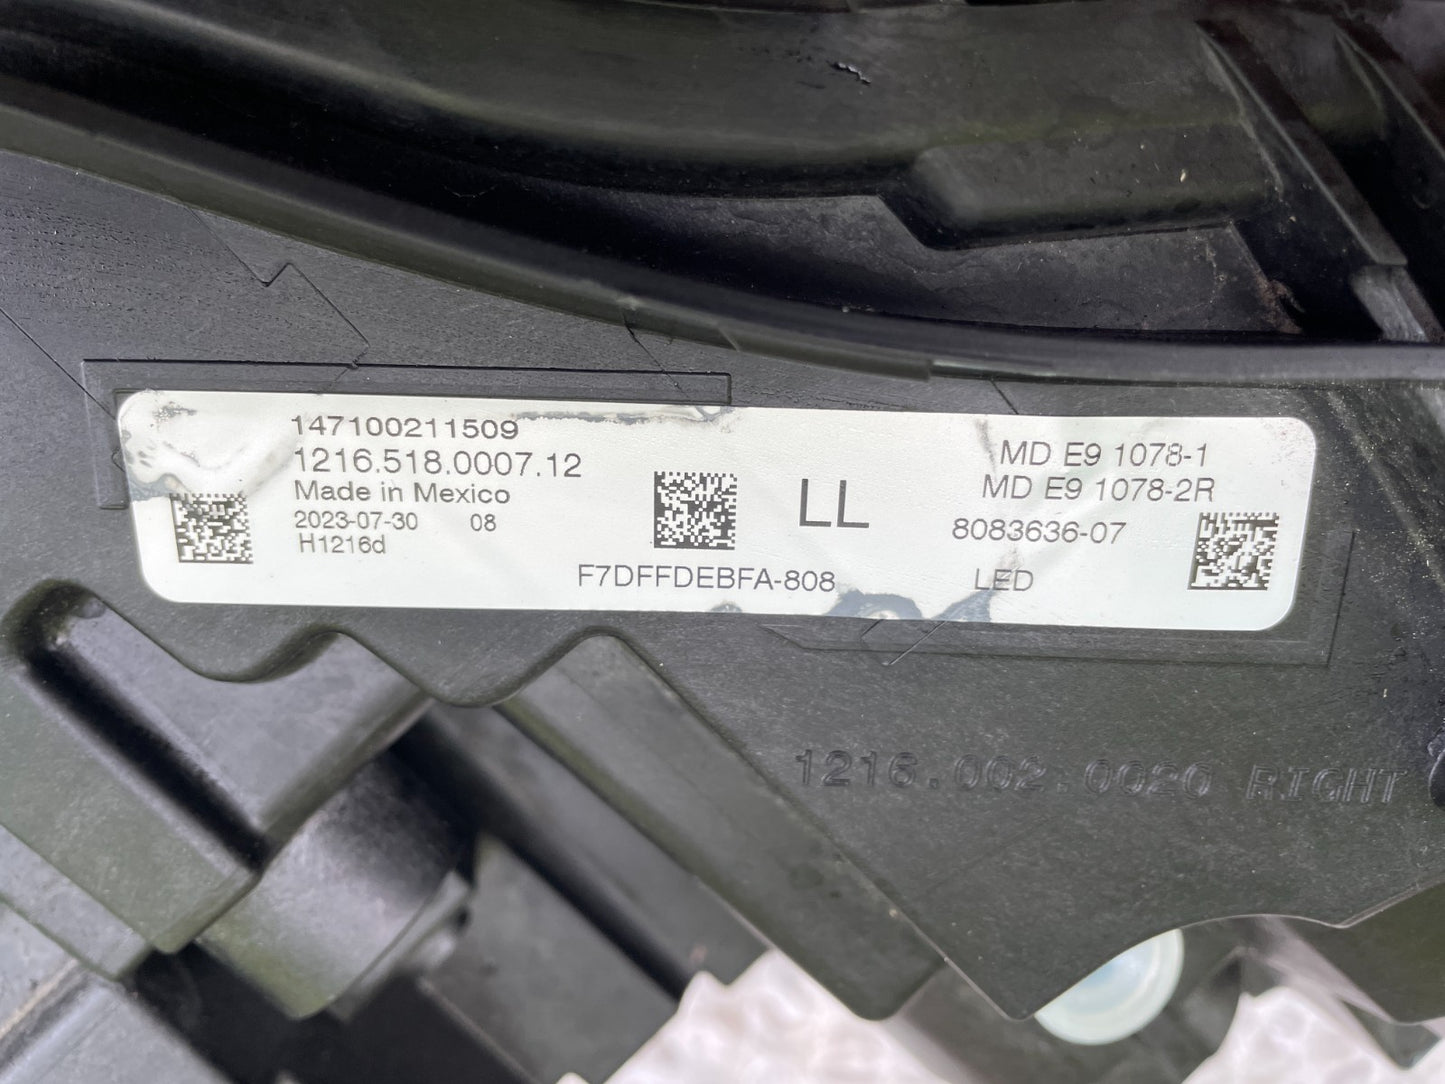 147100211509
1216.518.0007.12
Made in Mexico
2023-07-30 08
H1216d
LL
F7DFFDEBFA-808
MD E9 1078-1
MD E9 1078-2R
8083636-07
LED
1216.002.0020 RIGHT